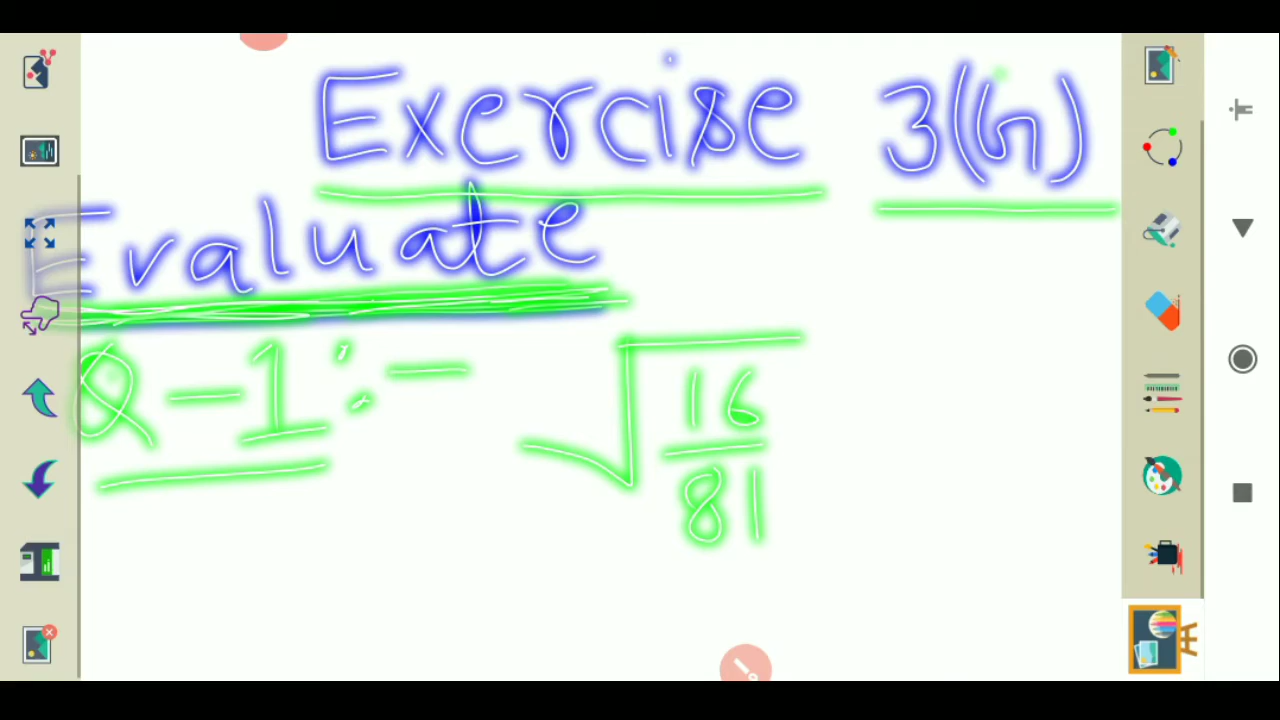 Exercise 3(G)
Evaluate
Q-1:- √16/81